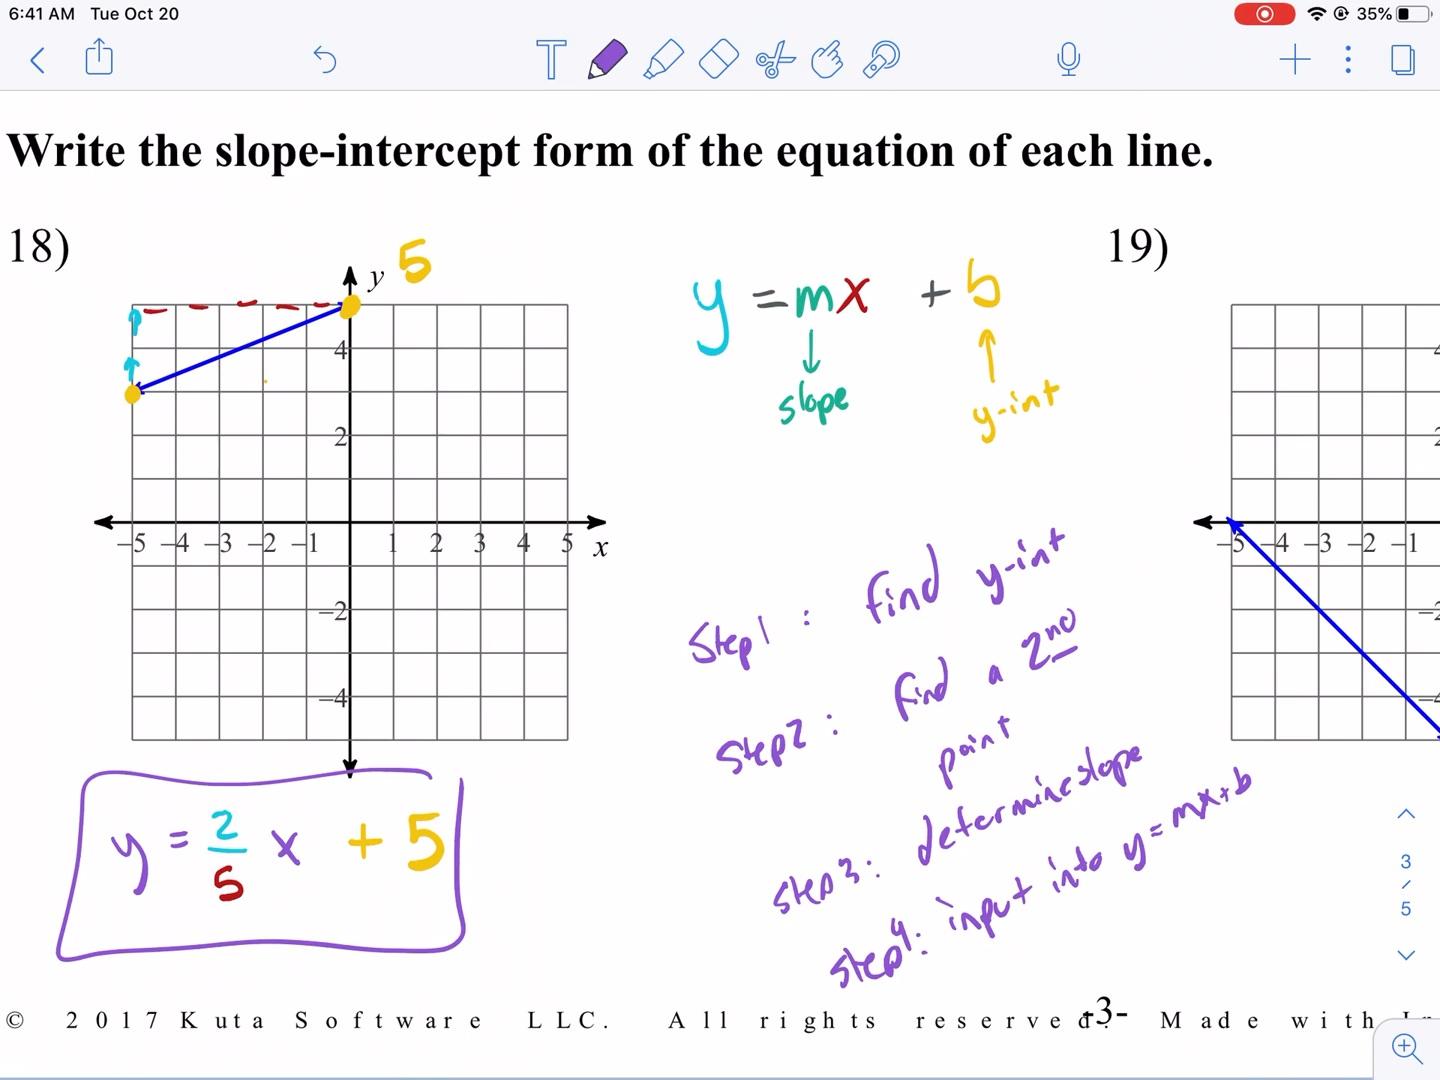 6:41 AM Tue Oct 20 35%
T
Write the slope-intercept form of the equation of each line.
18)
y 5
4
2
−5 −4 −3 −2 −1 1 2 3 4 5 x
−2
−4
y = mx + b
slope y-int
Step 1 : find y-int
Step 2 : find a 2nd
point
Step 3 : determine slope
Step 4 : input into y = mx + b
y = 2/5 x + 5
19)
−5 −4 −3 −2 −1
3
/
5
© 2017 Kuta Software LLC. All rights reserved. -3- Made with